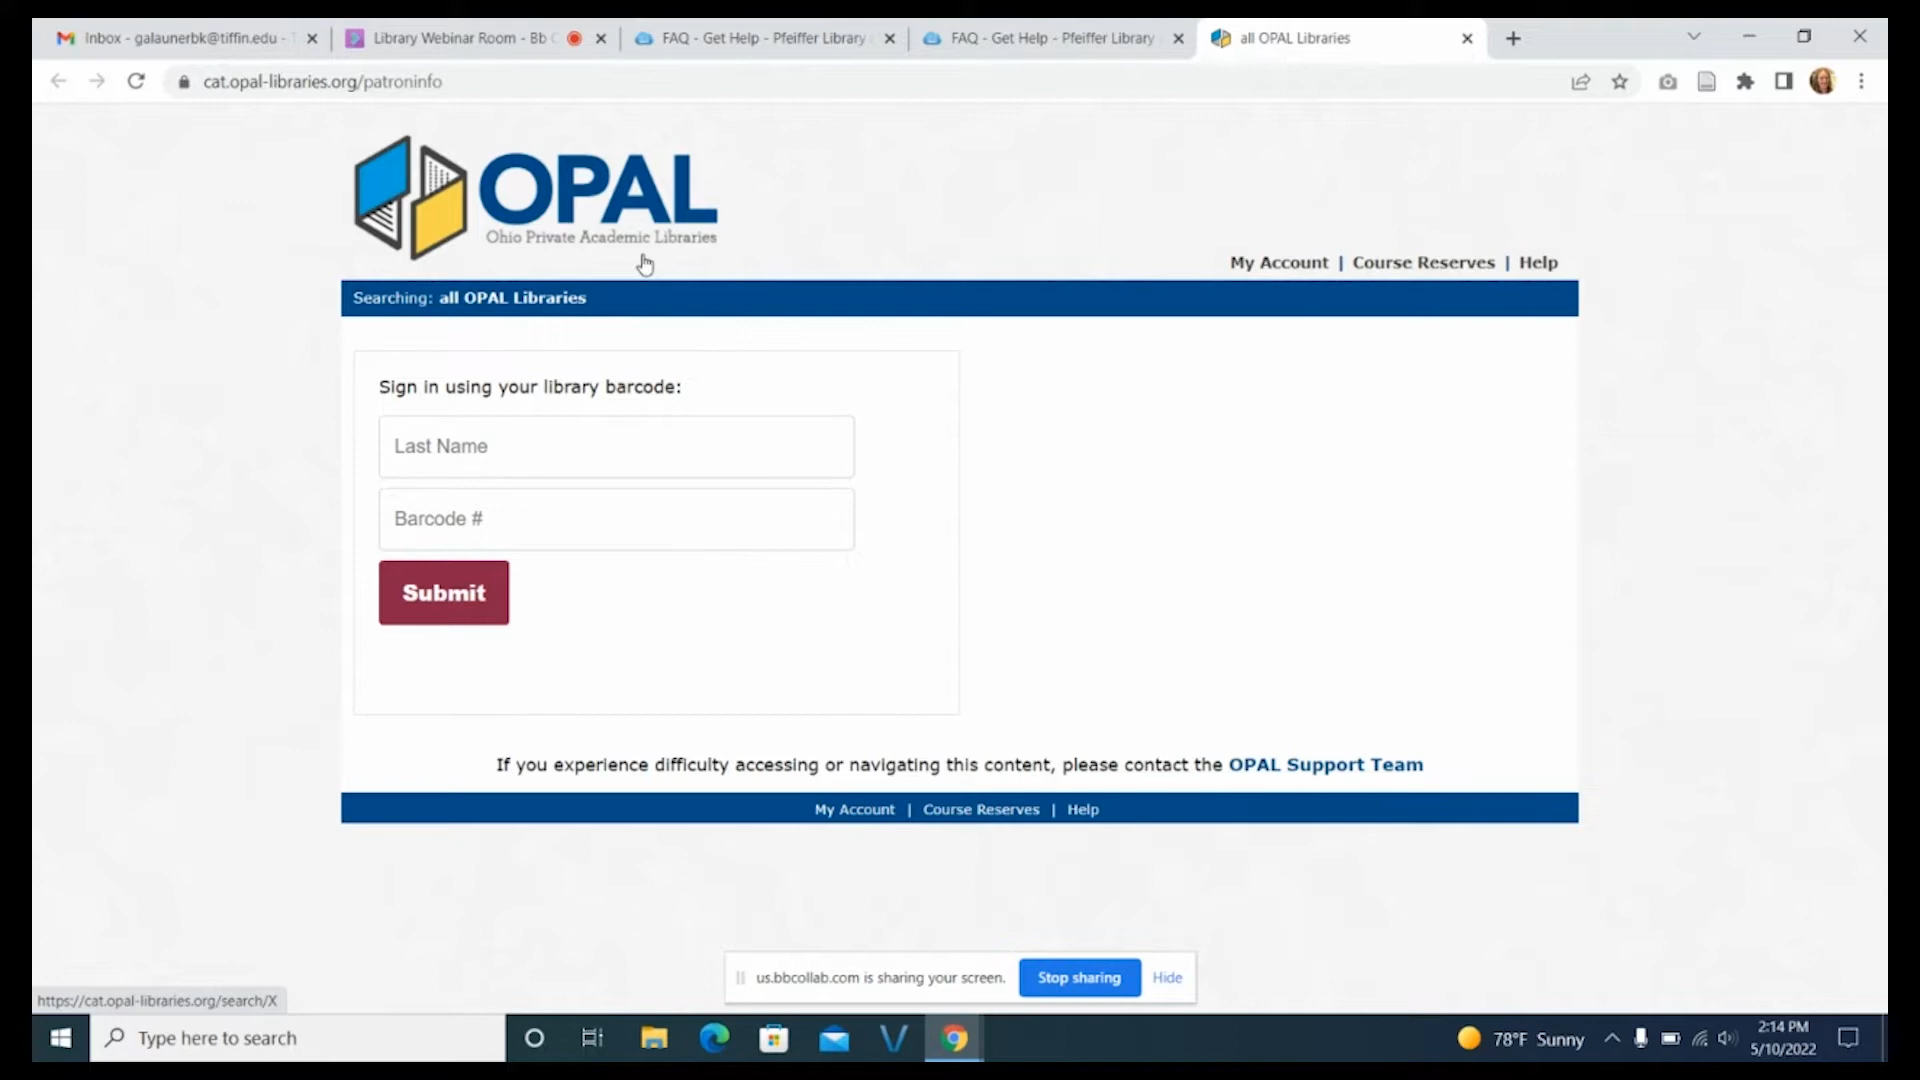 Inbox - galaunerbk@tiffin.edu -
Library Webinar Room - Bb C
FAQ - Get Help - Pfeiffer Library
FAQ - Get Help - Pfeiffer Library
all OPAL Libraries
cat.opal-libraries.org/patroninfo
OPAL
Ohio Private Academic Libraries
My Account | Course Reserves | Help
Searching: all OPAL Libraries
Sign in using your library barcode:
Last Name
Barcode #
Submit
If you experience difficulty accessing or navigating this content, please contact the OPAL Support Team
My Account | Course Reserves | Help
us.bbcollab.com is sharing your screen.
Stop sharing
Hide
https://cat.opal-libraries.org/search/X
Type here to search
78°F Sunny
2:14 PM
5/10/2022